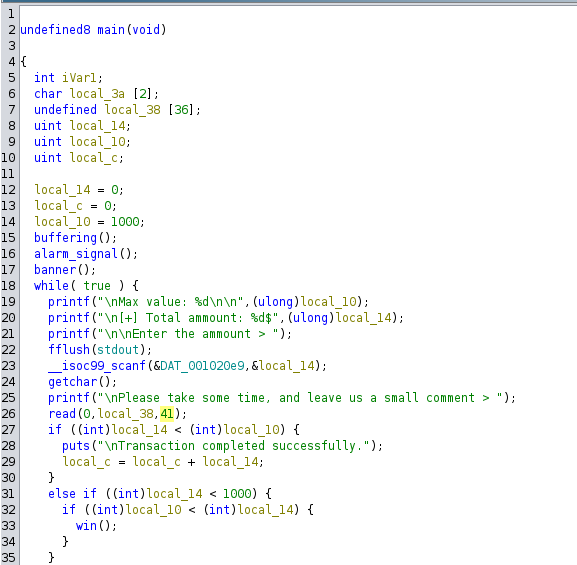 1
2 undefined8 main(void)
3
4 {
5 int iVar1;
6 char local_3a [2];
7 undefined local_38 [36];
8 uint local_14;
9 uint local_10;
10 uint local_c;
11
12 local_14 = 0;
13 local_c = 0;
14 local_10 = 1000;
15 buffering();
16 alarm_signal();
17 banner();
18 while( true ) {
19 printf("\nMax value: %d\n\n",(ulong)local_10);
20 printf("\n[+] Total ammount: %d$",(ulong)local_14);
21 printf("\n\nEnter the ammount > ");
22 fflush(stdout);
23 __isoc99_scanf(&DAT_001020e9,&local_14);
24 getchar();
25 printf("\nPlease take some time, and leave us a small comment > ");
26 read(0,local_38,41);
27 if ((int)local_14 < (int)local_10) {
28 puts("\nTransaction completed successfully.");
29 local_c = local_c + local_14;
30 }
31 else if ((int)local_14 < 1000) {
32 if ((int)local_10 < (int)local_14) {
33 win();
34 }
35 }